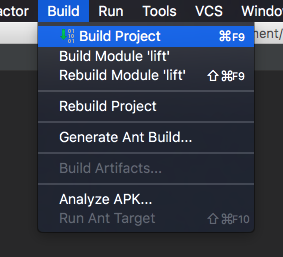 actor Build Run Tools VCS Window
Build Project ⌘F9
ment/
Build Module 'lift'
Rebuild Module 'lift' ⇧⌘F9
Rebuild Project
Generate Ant Build...
Build Artifacts...
Analyze APK...
Run Ant Target ⇧⌘F10